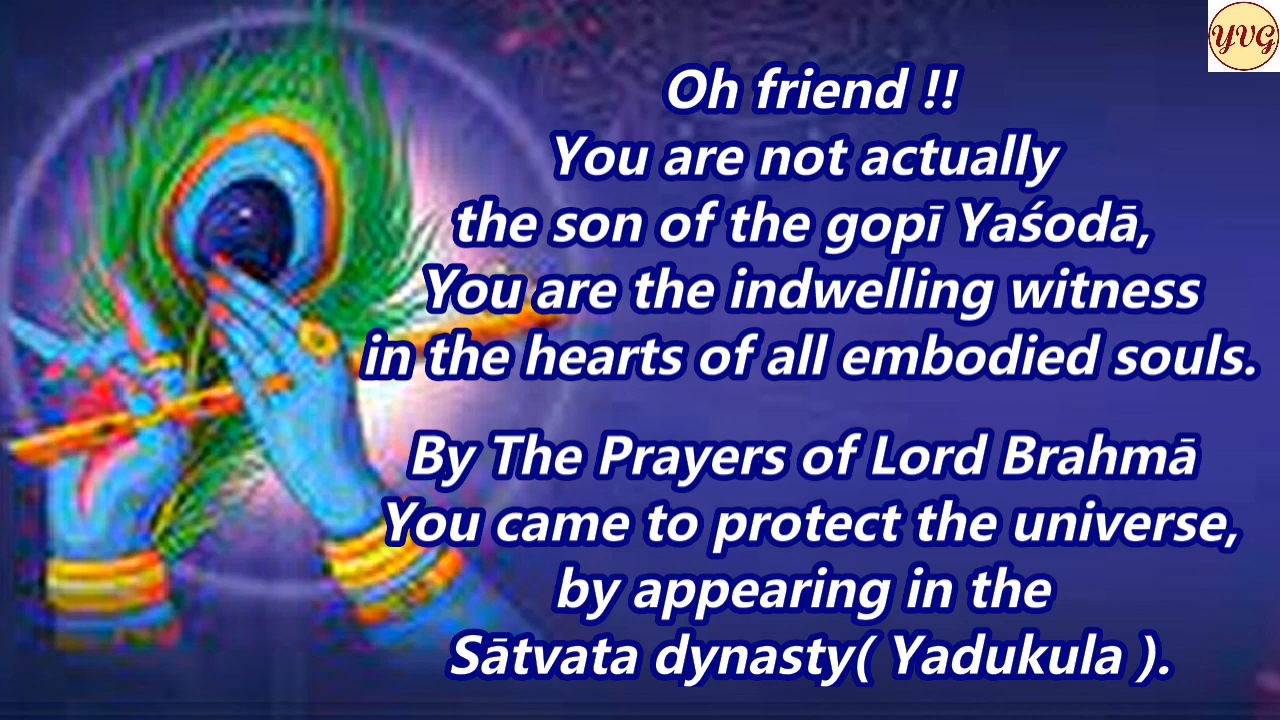 YVG
Oh friend !!
You are not actually
the son of the gopī Yaśodā,
You are the indwelling witness
in the hearts of all embodied souls.
By The Prayers of Lord Brahmā
You came to protect the universe,
by appearing in the
Sātvata dynasty( Yadukula ).